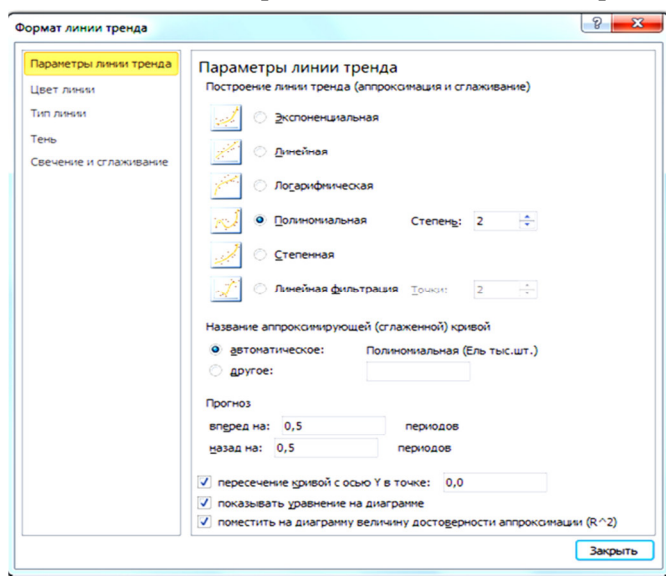 Формат линии тренда
Параметры линии тренда
Цвет линии
Тип линии
Тень
Свечение и сглаживание
Параметры линии тренда
Построение линии тренда (аппроксимация и сглаживание)
Экспоненциальная
Линейная
Логарифмическая
Полиномиальная Степень: 2
Степенная
Линейная фильтрация Точки: 2
Название аппроксимирующей (сглаженной) кривой
автоматическое: Полиномиальная (Ель тыс.шт.)
другое:
Прогноз
вперед на: 0,5 периодов
назад на: 0,5 периодов
пересечение кривой с осью Y в точке: 0,0
показывать уравнение на диаграмме
поместить на диаграмму величину достоверности аппроксимации (R^2)
Закрыть